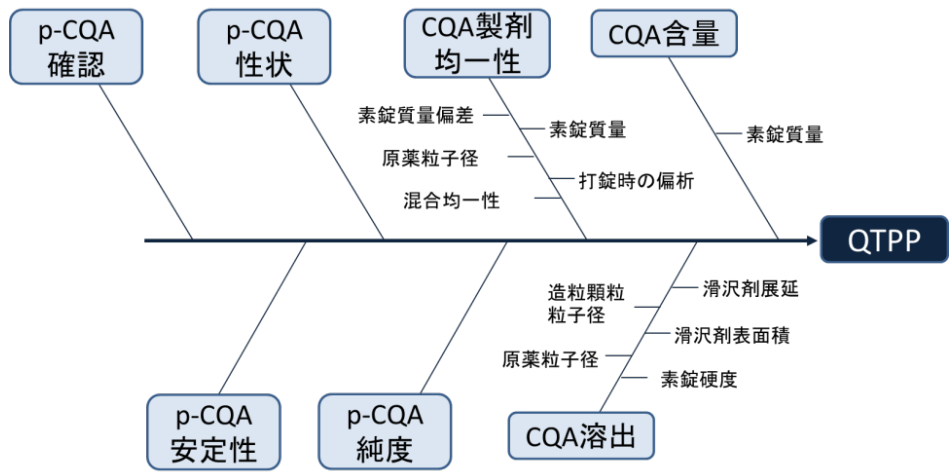 p-CQA
確認
p-CQA
性状
CQA製剤
均一性
CQA含量
素錠質量偏差
素錠質量
原薬粒子径
打錠時の偏析
混合均一性
素錠質量
QTPP
造粒顆粒
粒子径
滑沢剤展延
滑沢剤表面積
原薬粒子径
素錠硬度
p-CQA
安定性
p-CQA
純度
CQA溶出